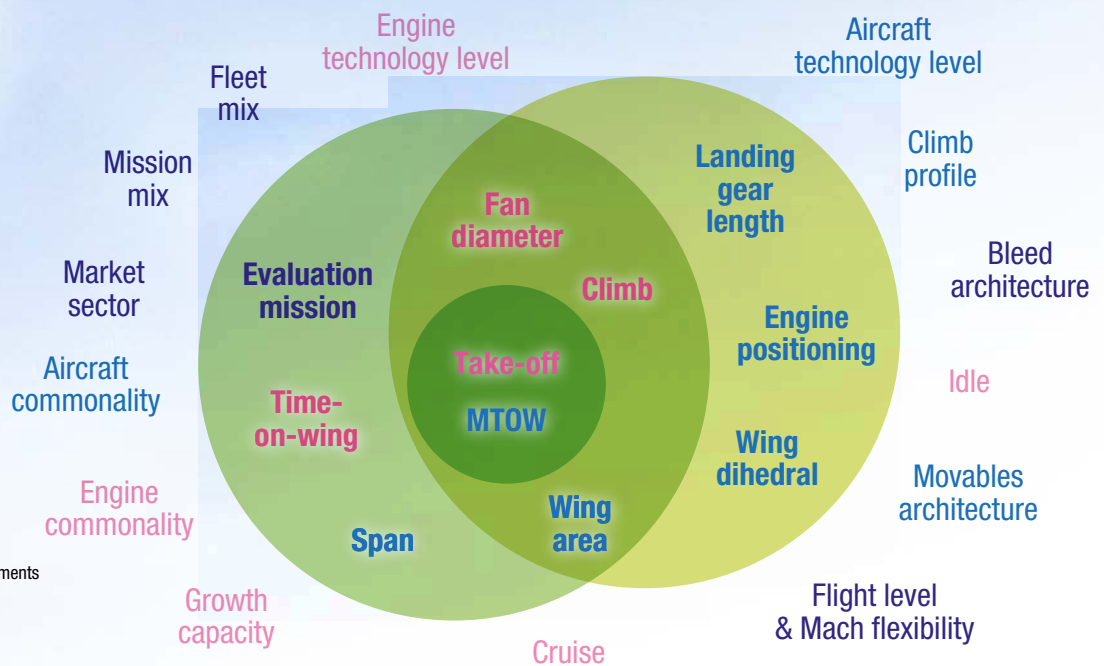 Engine
technology level
Aircraft
technology level
Fleet
mix
Mission
mix
Climb
profile
Landing
gear
length
Fan
diameter
Market
sector
Evaluation
mission
Climb
Bleed
architecture
Engine
positioning
Aircraft
commonality
Take-off
Idle
Time-
on-wing
MTOW
Wing
dihedral
Engine
commonality
Movables
architecture
Span
Wing
area
ments
Growth
capacity
Flight level
& Mach flexibility
Cruise